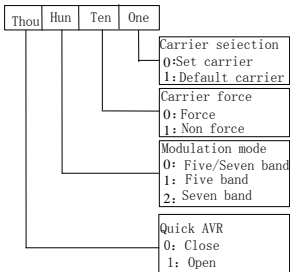 Thou Hun Ten One
Carrier seiection
0:Set carrier
1:Default carrier
Carrier force
0: Force
1: Non force
Modulation mode
0: Five/Seven band
1: Five band
2: Seven band
Quick AVR
0: Close
1: Open